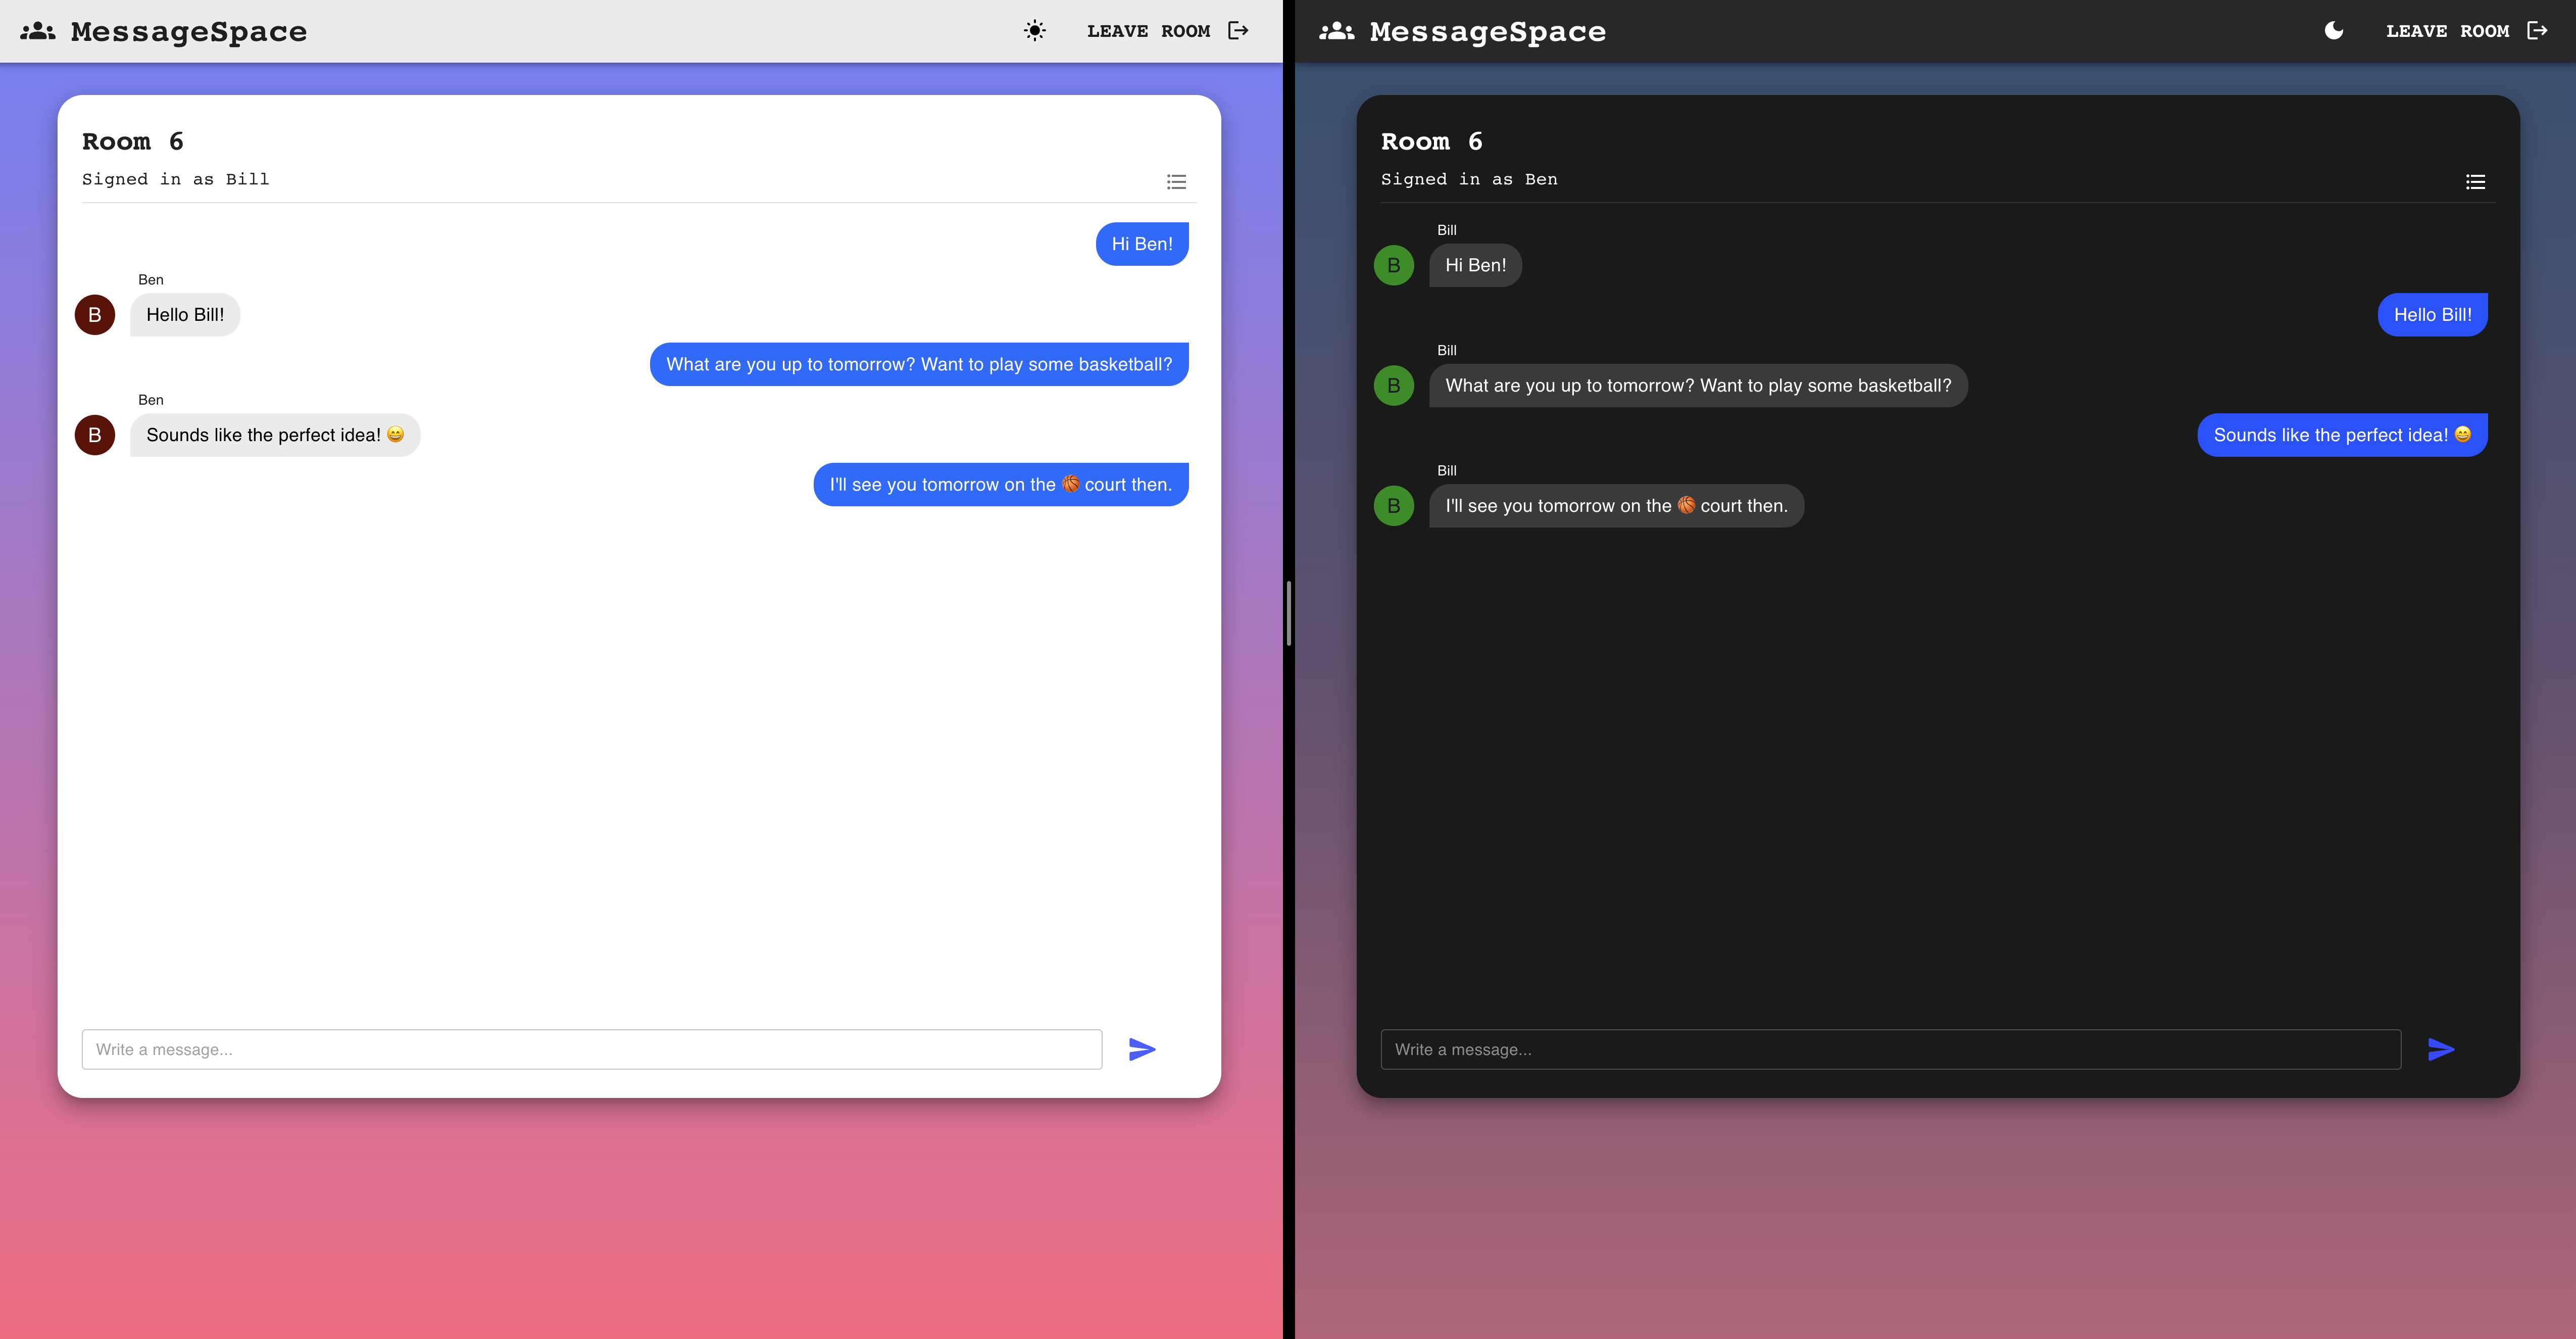 MessageSpace
LEAVE ROOM
Room 6
Signed in as Bill
Hi Ben!
Ben
B
Hello Bill!
What are you up to tomorrow? Want to play some basketball?
Ben
B
Sounds like the perfect idea! 😄
I'll see you tomorrow on the 🏀 court then.
Write a message...
MessageSpace
LEAVE ROOM
Room 6
Signed in as Ben
Bill
B
Hi Ben!
Hello Bill!
Bill
B
What are you up to tomorrow? Want to play some basketball?
Sounds like the perfect idea! 😄
Bill
B
I'll see you tomorrow on the 🏀 court then.
Write a message...